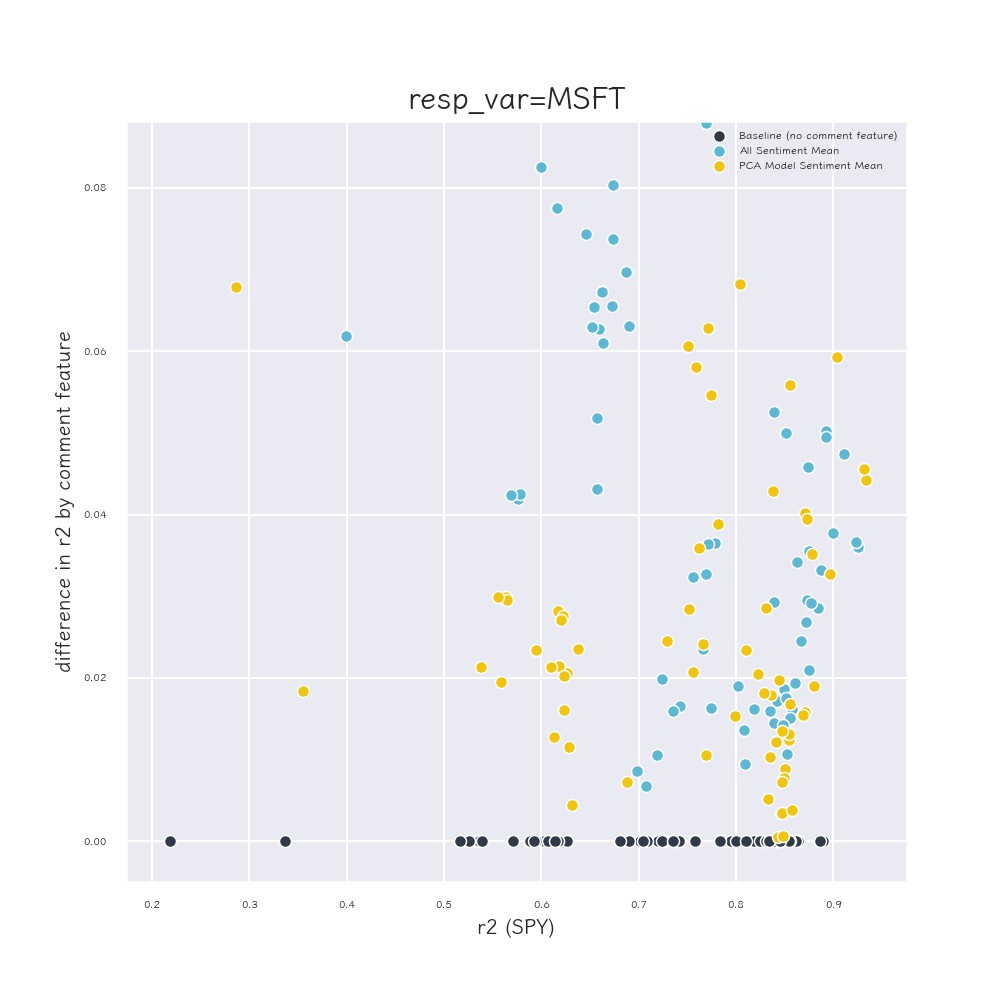 resp_var=MSFT
Baseline (no comment feature)
All Sentiment Mean
PCA Model Sentiment Mean
difference in r2 by comment feature
0.08
0.06
0.04
0.02
0.00
0.2 0.3 0.4 0.5 0.6 0.7 0.8 0.9
r2 (SPY)